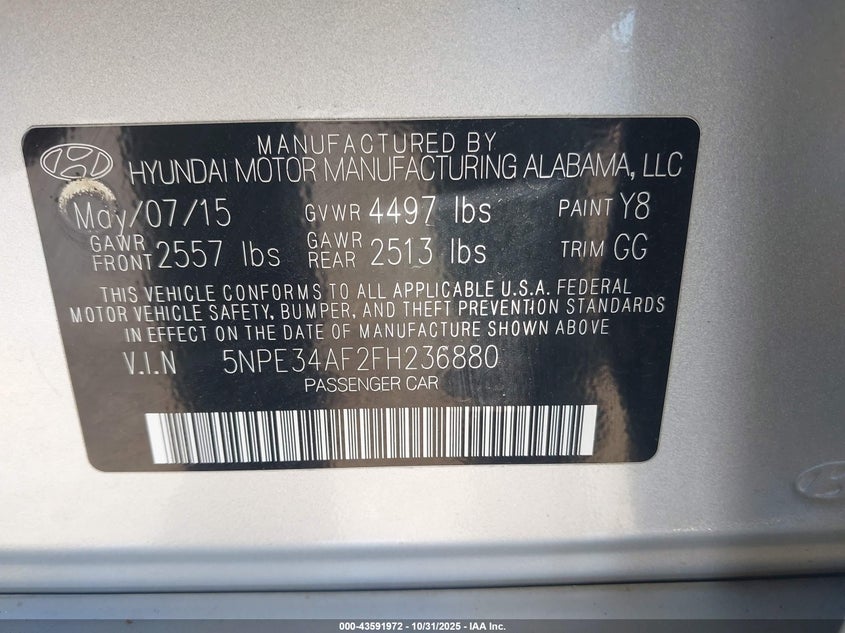 MANUFACTURED BY
HYUNDAI MOTOR MANUFACTURING ALABAMA, LLC
May/07/15 GVWR 4497 lbs PAINT Y8
GAWR FRONT 2557 lbs GAWR REAR 2513 lbs TRIM GG
THIS VEHICLE CONFORMS TO ALL APPLICABLE U.S.A. FEDERAL
MOTOR VEHICLE SAFETY, BUMPER, AND THEFT PREVENTION STANDARDS
IN EFFECT ON THE DATE OF MANUFACTURE SHOWN ABOVE
V.I.N 5NPE34AF2FH236880
PASSENGER CAR
000-43591972 - 10/31/2025 - IAA Inc.